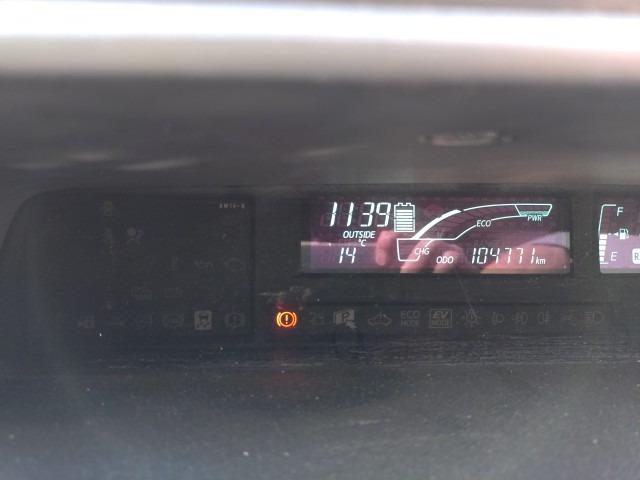 1139
OUTSIDE
°C
14
CHG
ECO
PWR
ODO 104771 km
F
E
R
ECO
MODE
EV
MODE